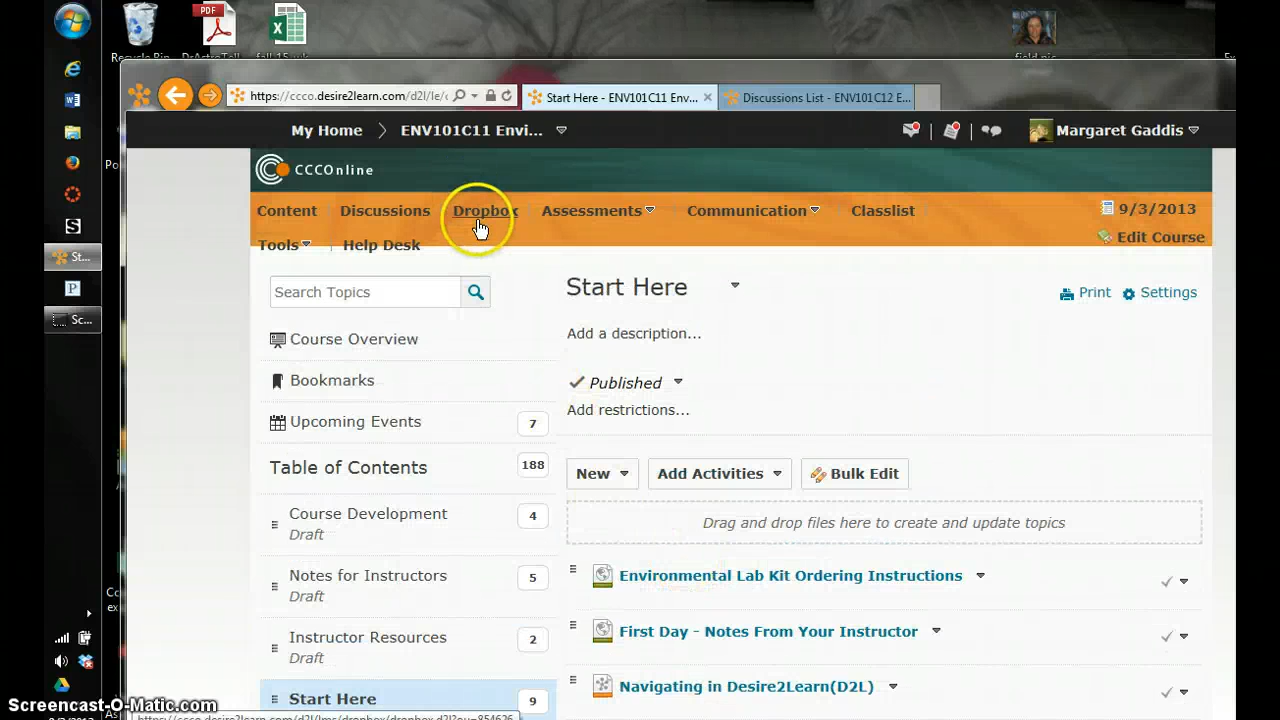 PDF
Recycle Bin
field pic
https://ccco.desire2learn.com/d2l/le/
Start Here - ENV101C11 Env...
Discussions List - ENV101C12 E...
My Home
ENV101C11 Envi...
Margaret Gaddis
CCCOnline
Content
Discussions
Dropbox
Assessments
Communication
Classlist
9/3/2013
Tools
Help Desk
Edit Course
Search Topics
Start Here
Print
Settings
Add a description...
Course Overview
Published
Bookmarks
Add restrictions...
Upcoming Events
7
Table of Contents
188
New
Add Activities
Bulk Edit
Course Development
4
Draft
Drag and drop files here to create and update topics
Notes for Instructors
5
Draft
Environmental Lab Kit Ordering Instructions
Instructor Resources
2
Draft
First Day - Notes From Your Instructor
Start Here
9
Navigating in Desire2Learn(D2L)
St...
Sc...
Screencast-O-Matic.com